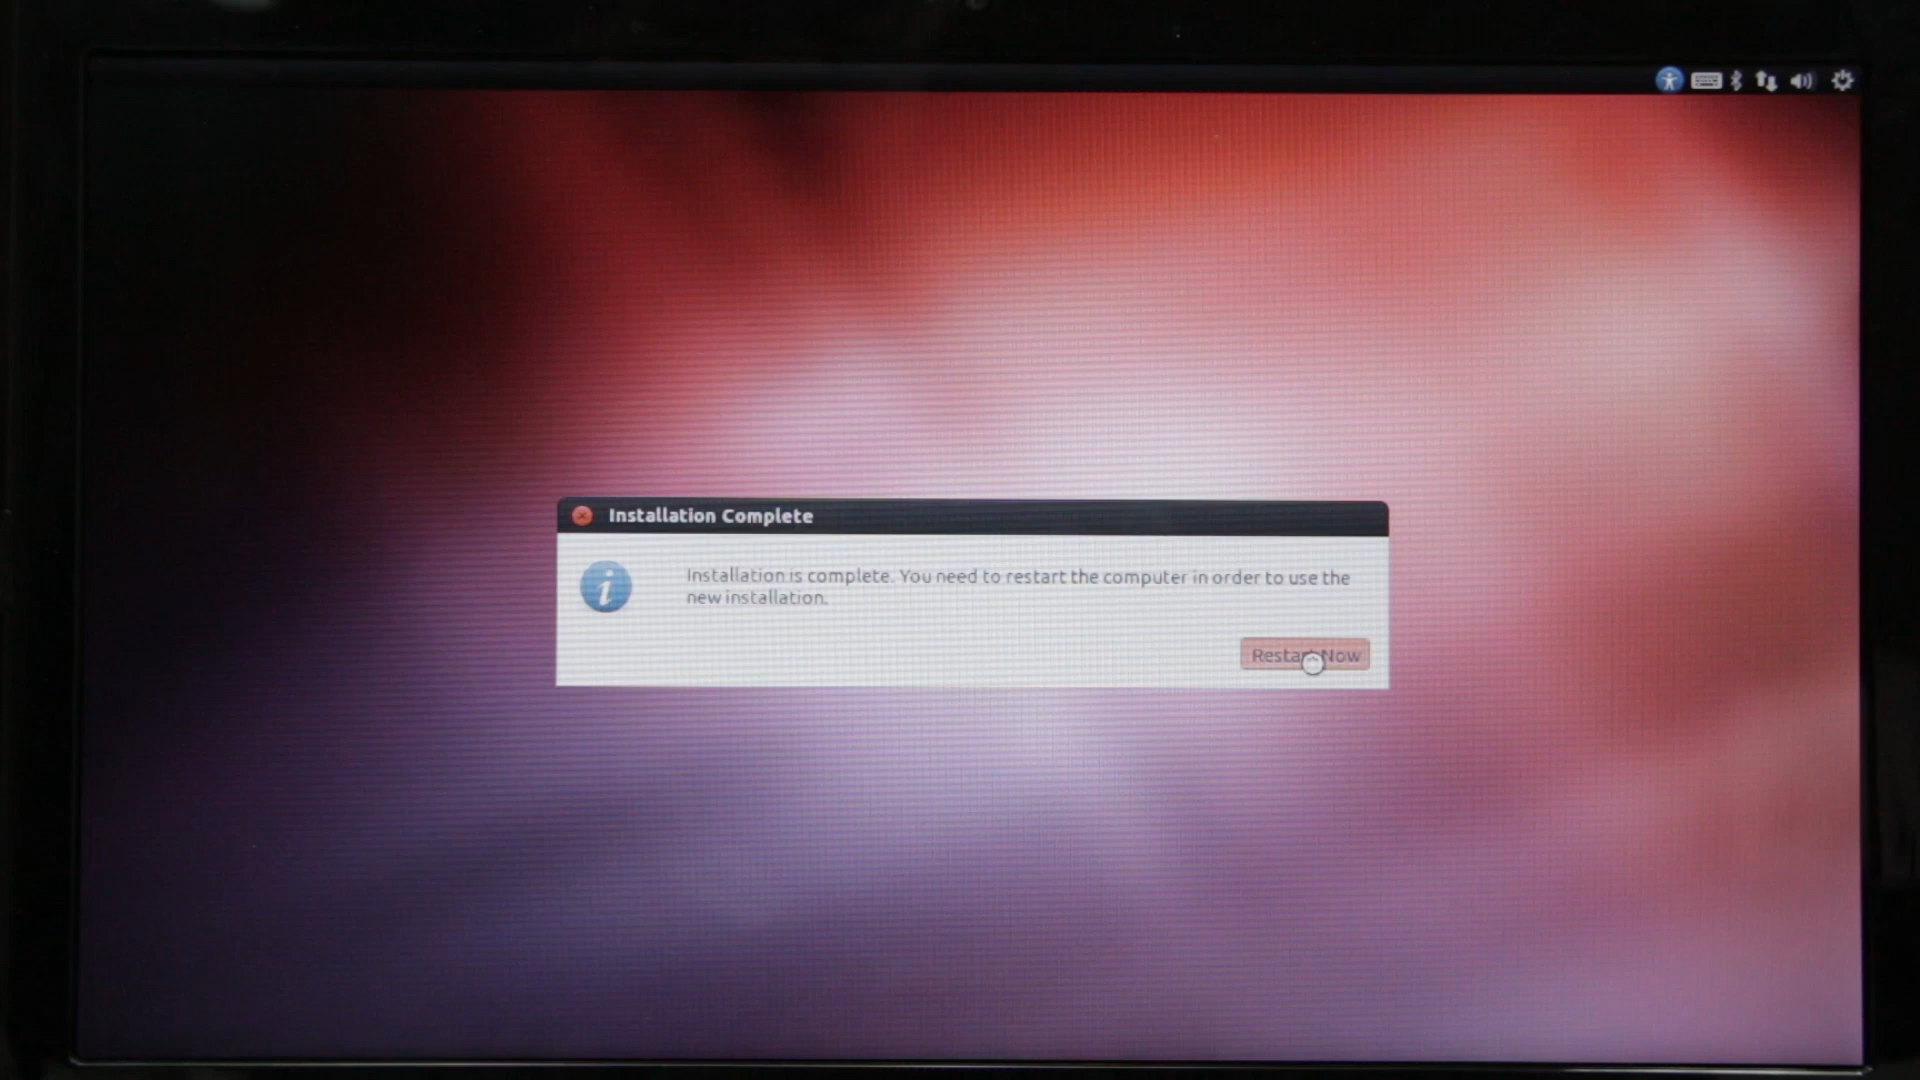 Installation Complete
Installation is complete. You need to restart the computer in order to use the
new installation.
Restart Now